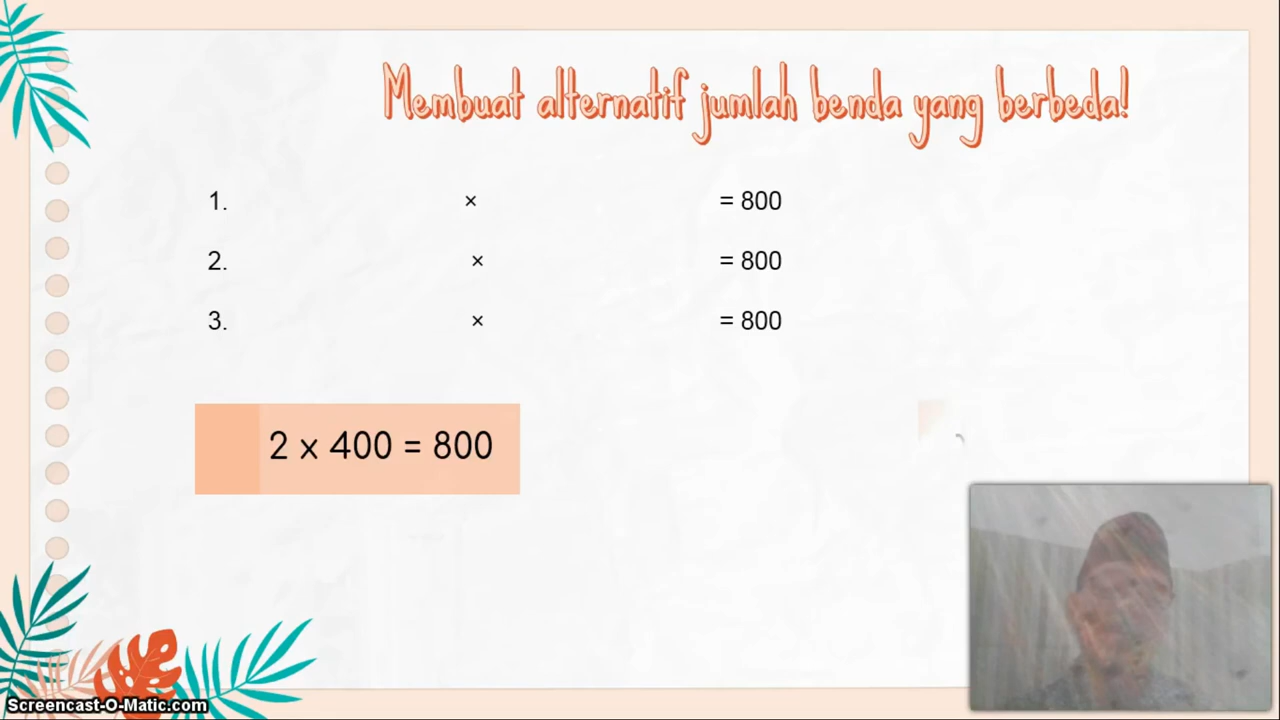 Membuat alternatif jumlah benda yang berbeda!
1. × = 800
2. × = 800
3. × = 800
2 x 400 = 800
Screencast-O-Matic.com